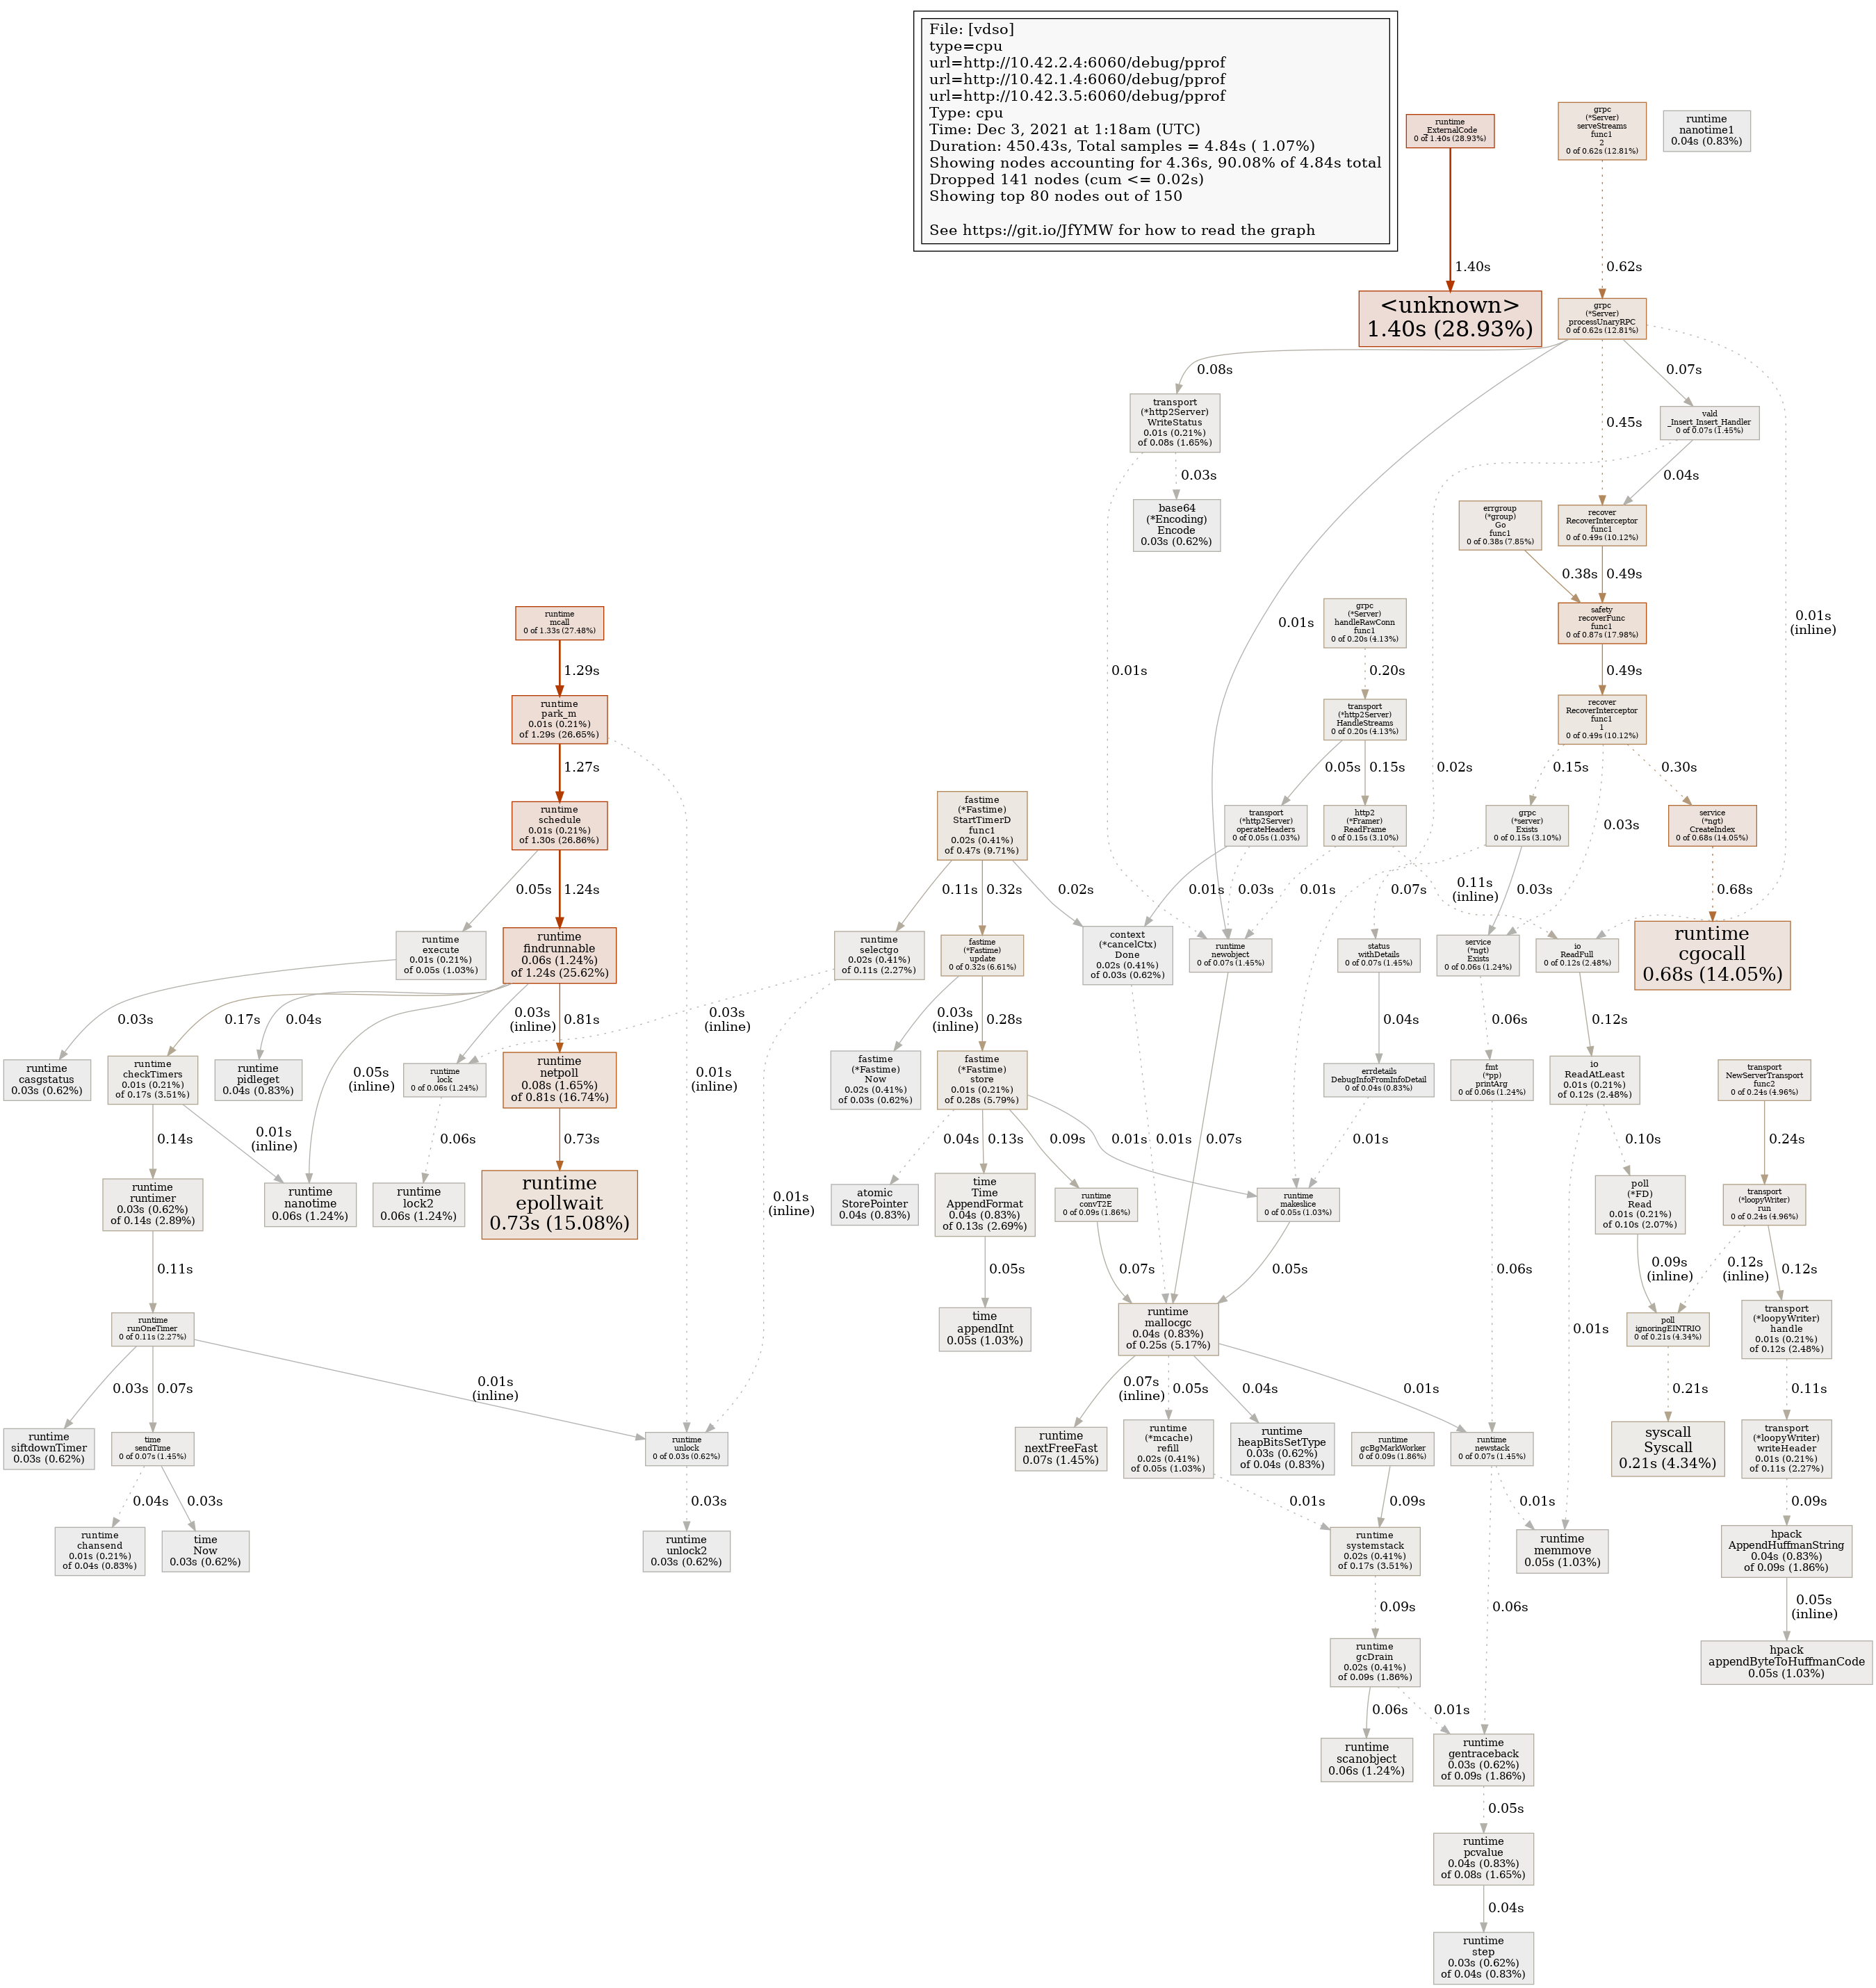 File: [vdso]
type=cpu
url=http://10.42.2.4:6060/debug/pprof
url=http://10.42.1.4:6060/debug/pprof
url=http://10.42.3.5:6060/debug/pprof
Type: cpu
Time: Dec 3, 2021 at 1:18am (UTC)
Duration: 450.43s, Total samples = 4.84s ( 1.07%)
Showing nodes accounting for 4.36s, 90.08% of 4.84s total
Dropped 141 nodes (cum <= 0.02s)
Showing top 80 nodes out of 150
See https://git.io/JfYMW for how to read the graph
runtime
_ExternalCode
0 of 1.40s (28.93%)
grpc
(*Server)
serveStreams
func1
2
0 of 0.62s (12.81%)
runtime
nanotime1
0.04s (0.83%)
1.40s
0.62s
<unknown>
1.40s (28.93%)
grpc
(*Server)
processUnaryRPC
0 of 0.62s (12.81%)
0.08s
0.07s
0.45s
0.01s
0.01s
(inline)
transport
(*http2Server)
WriteStatus
0.01s (0.21%)
of 0.08s (1.65%)
vald
_Insert_Insert_Handler
0 of 0.07s (1.45%)
0.03s
0.04s
0.01s
0.02s
base64
(*Encoding)
Encode
0.03s (0.62%)
errgroup
(*group)
Go
func1
0 of 0.38s (7.85%)
recover
RecoverInterceptor
func1
0 of 0.49s (10.12%)
0.38s
0.49s
runtime
mcall
0 of 1.33s (27.48%)
grpc
(*Server)
handleRawConn
func1
0 of 0.20s (4.13%)
safety
recoverFunc
func1
0 of 0.87s (17.98%)
1.29s
0.20s
0.49s
runtime
park_m
0.01s (0.21%)
of 1.29s (26.65%)
transport
(*http2Server)
HandleStreams
0 of 0.20s (4.13%)
recover
RecoverInterceptor
func1
1
0 of 0.49s (10.12%)
1.27s
0.01s
(inline)
0.05s
0.15s
0.15s
0.03s
0.30s
runtime
schedule
0.01s (0.21%)
of 1.30s (26.86%)
fastime
(*Fastime)
StartTimerD
func1
0.02s (0.41%)
of 0.47s (9.71%)
transport
(*http2Server)
operateHeaders
0 of 0.05s (1.03%)
http2
(*Framer)
ReadFrame
0 of 0.15s (3.10%)
grpc
(*server)
Exists
0 of 0.15s (3.10%)
service
(*ngt)
CreateIndex
0 of 0.68s (14.05%)
0.05s
1.24s
0.11s
0.32s
0.02s
0.01s
0.03s
0.01s
0.11s
(inline)
0.07s
0.03s
0.68s
runtime
execute
0.01s (0.21%)
of 0.05s (1.03%)
runtime
findrunnable
0.06s (1.24%)
of 1.24s (25.62%)
runtime
selectgo
0.02s (0.41%)
of 0.11s (2.27%)
fastime
(*Fastime)
update
0 of 0.32s (6.61%)
context
(*cancelCtx)
Done
0.02s (0.41%)
of 0.03s (0.62%)
runtime
newobject
0 of 0.07s (1.45%)
status
withDetails
0 of 0.07s (1.45%)
service
(*ngt)
Exists
0 of 0.06s (1.24%)
io
ReadFull
0 of 0.12s (2.48%)
runtime
cgocall
0.68s (14.05%)
0.03s
0.17s
0.04s
0.05s
(inline)
0.03s
(inline)
0.81s
0.03s
(inline)
0.01s
(inline)
0.03s
(inline)
0.28s
0.01s
0.07s
0.04s
0.06s
0.12s
runtime
casgstatus
0.03s (0.62%)
runtime
checkTimers
0.01s (0.21%)
of 0.17s (3.51%)
runtime
pidleget
0.04s (0.83%)
runtime
lock
0 of 0.06s (1.24%)
runtime
netpoll
0.08s (1.65%)
of 0.81s (16.74%)
fastime
(*Fastime)
Now
0.02s (0.41%)
of 0.03s (0.62%)
fastime
(*Fastime)
store
0.01s (0.21%)
of 0.28s (5.79%)
errdetails
DebugInfoFromInfoDetail
0 of 0.04s (0.83%)
fmt
(*pp)
printArg
0 of 0.06s (1.24%)
io
ReadAtLeast
0.01s (0.21%)
of 0.12s (2.48%)
transport
NewServerTransport
func2
0 of 0.24s (4.96%)
0.14s
0.01s
(inline)
0.06s
0.73s
0.04s
0.13s
0.09s
0.01s
0.01s
0.06s
0.01s
0.10s
0.24s
runtime
runtimer
0.03s (0.62%)
of 0.14s (2.89%)
runtime
nanotime
0.06s (1.24%)
runtime
lock2
0.06s (1.24%)
runtime
epollwait
0.73s (15.08%)
atomic
StorePointer
0.04s (0.83%)
time
Time
AppendFormat
0.04s (0.83%)
of 0.13s (2.69%)
runtime
convT2E
0 of 0.09s (1.86%)
runtime
makeslice
0 of 0.05s (1.03%)
poll
(*FD)
Read
0.01s (0.21%)
of 0.10s (2.07%)
transport
(*loopyWriter)
run
0 of 0.24s (4.96%)
0.11s
0.05s
0.07s
0.05s
0.09s
(inline)
0.12s
(inline)
0.12s
runtime
runOneTimer
0 of 0.11s (2.27%)
time
appendInt
0.05s (1.03%)
runtime
mallocgc
0.04s (0.83%)
of 0.25s (5.17%)
poll
ignoringEINTRIO
0 of 0.21s (4.34%)
transport
(*loopyWriter)
handle
0.01s (0.21%)
of 0.12s (2.48%)
0.03s
0.07s
0.01s
(inline)
0.07s
(inline)
0.05s
0.04s
0.01s
0.21s
0.11s
runtime
siftdownTimer
0.03s (0.62%)
time
sendTime
0 of 0.07s (1.45%)
runtime
unlock
0 of 0.03s (0.62%)
runtime
nextFreeFast
0.07s (1.45%)
runtime
(*mcache)
refill
0.02s (0.41%)
of 0.05s (1.03%)
runtime
heapBitsSetType
0.03s (0.62%)
of 0.04s (0.83%)
runtime
gcBgMarkWorker
0 of 0.09s (1.86%)
runtime
newstack
0 of 0.07s (1.45%)
syscall
Syscall
0.21s (4.34%)
transport
(*loopyWriter)
writeHeader
0.01s (0.21%)
of 0.11s (2.27%)
0.04s
0.03s
0.03s
0.01s
0.09s
0.01s
0.06s
0.09s
runtime
chansend
0.01s (0.21%)
of 0.04s (0.83%)
time
Now
0.03s (0.62%)
runtime
unlock2
0.03s (0.62%)
runtime
systemstack
0.02s (0.41%)
of 0.17s (3.51%)
runtime
memmove
0.05s (1.03%)
hpack
AppendHuffmanString
0.04s (0.83%)
of 0.09s (1.86%)
0.09s
0.05s
(inline)
runtime
gcDrain
0.02s (0.41%)
of 0.09s (1.86%)
hpack
appendByteToHuffmanCode
0.05s (1.03%)
0.06s
0.01s
runtime
scanobject
0.06s (1.24%)
runtime
gentraceback
0.03s (0.62%)
of 0.09s (1.86%)
0.05s
runtime
pcvalue
0.04s (0.83%)
of 0.08s (1.65%)
0.04s
runtime
step
0.03s (0.62%)
of 0.04s (0.83%)